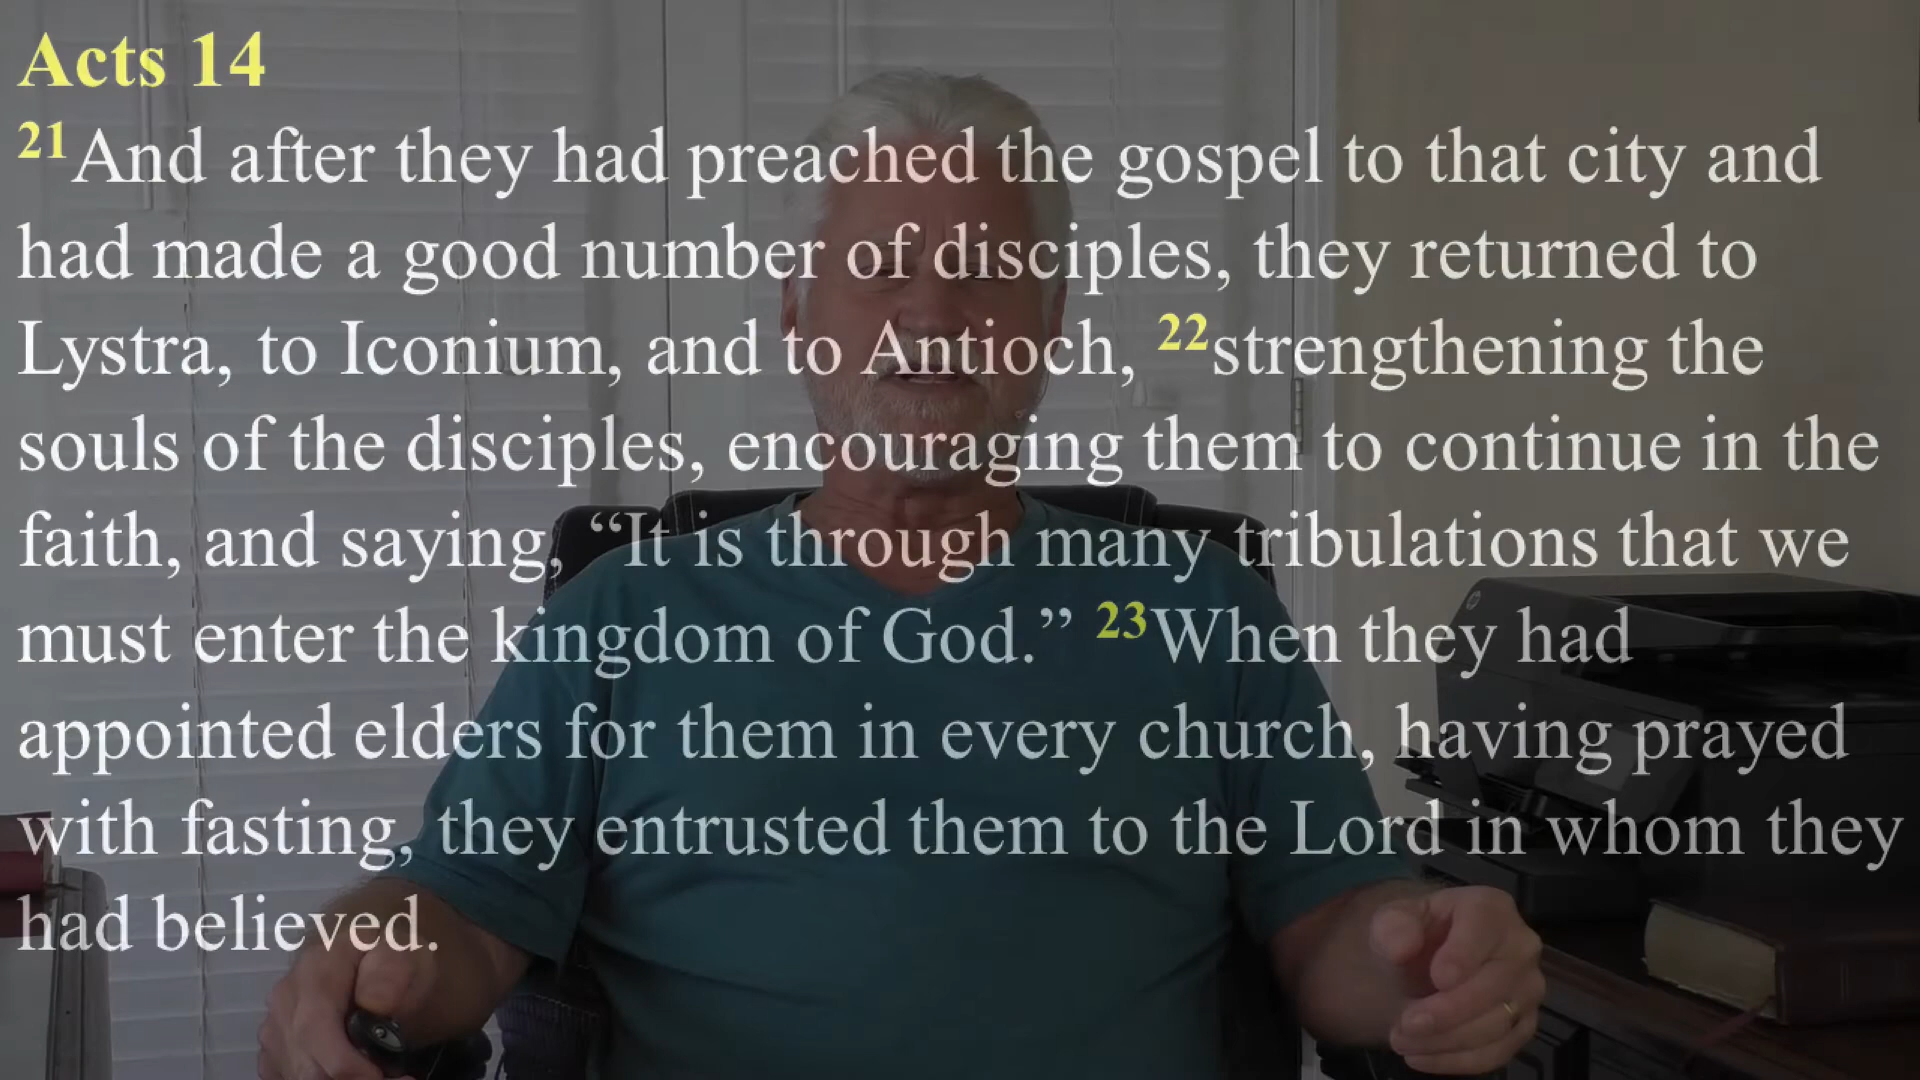 Acts 14
21And after they had preached the gospel to that city and
had made a good number of disciples, they returned to
Lystra, to Iconium, and to Antioch, 22strengthening the
souls of the disciples, encouraging them to continue in the
faith, and saying, “It is through many tribulations that we
must enter the kingdom of God.” 23When they had
appointed elders for them in every church, having prayed
with fasting, they entrusted them to the Lord in whom they
had believed.